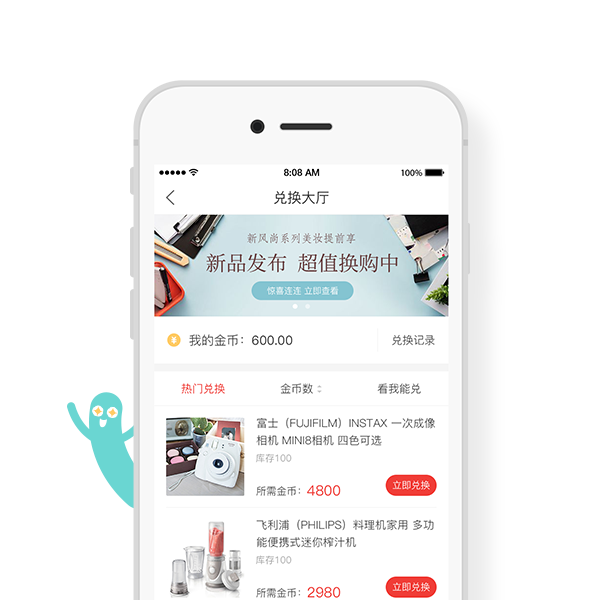 8:08 AM
100%
兑换大厅
新风尚系列美妆提前享
新品发布 超值换购中
惊喜连连 立即查看
¥
我的金币：600.00
兑换记录
热门兑换
金币数
看我能兑
富士（FUJIFILM）INSTAX 一次成像
相机 MINI8相机 四色可选
库存100
所需金币：4800
立即兑换
飞利浦（PHILIPS）料理机家用 多功
能便携式迷你榨汁机
库存100
所需金币：2980
立即兑换